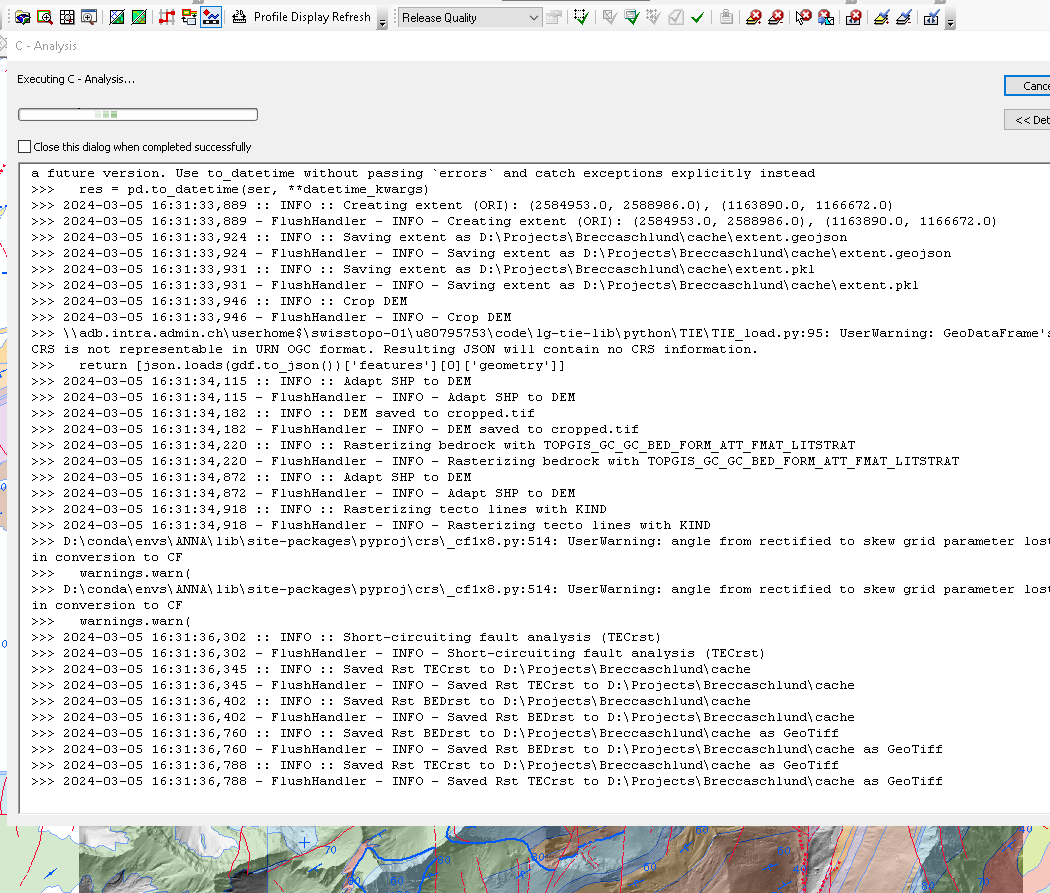 Profile Display Refresh
Release Quality
C - Analysis
Executing C - Analysis...
Cance
<< Det
Close this dialog when completed successfully
a future version. Use to_datetime without passing `errors` and catch exceptions explicitly instead
>>>   res = pd.to_datetime(ser, **datetime_kwargs)
>>> 2024-03-05 16:31:33,889 :: INFO :: Creating extent (ORI): (2584953.0, 2588986.0), (1163890.0, 1166672.0)
>>> 2024-03-05 16:31:33,889 - FlushHandler - INFO - Creating extent (ORI): (2584953.0, 2588986.0), (1163890.0, 1166672.0)
>>> 2024-03-05 16:31:33,924 :: INFO :: Saving extent as D:\Projects\Breccaschlund\cache\extent.geojson
>>> 2024-03-05 16:31:33,924 - FlushHandler - INFO - Saving extent as D:\Projects\Breccaschlund\cache\extent.geojson
>>> 2024-03-05 16:31:33,931 :: INFO :: Saving extent as D:\Projects\Breccaschlund\cache\extent.pkl
>>> 2024-03-05 16:31:33,931 - FlushHandler - INFO - Saving extent as D:\Projects\Breccaschlund\cache\extent.pkl
>>> 2024-03-05 16:31:33,946 :: INFO :: Crop DEM
>>> 2024-03-05 16:31:33,946 - FlushHandler - INFO - Crop DEM
>>> \\adb.intra.admin.ch\userhome$\swisstopo-01\u80795753\code\lg-tie-lib\python\TIE\TIE_load.py:95: UserWarning: GeoDataFrame's
CRS is not representable in URN OGC format. Resulting JSON will contain no CRS information.
>>>   return [json.loads(gdf.to_json())['features'][0]['geometry']]
>>> 2024-03-05 16:31:34,115 :: INFO :: Adapt SHP to DEM
>>> 2024-03-05 16:31:34,115 - FlushHandler - INFO - Adapt SHP to DEM
>>> 2024-03-05 16:31:34,182 :: INFO :: DEM saved to cropped.tif
>>> 2024-03-05 16:31:34,182 - FlushHandler - INFO - DEM saved to cropped.tif
>>> 2024-03-05 16:31:34,220 :: INFO :: Rasterizing bedrock with TOPGIS_GC_GC_BED_FORM_ATT_FMAT_LITSTRAT
>>> 2024-03-05 16:31:34,220 - FlushHandler - INFO - Rasterizing bedrock with TOPGIS_GC_GC_BED_FORM_ATT_FMAT_LITSTRAT
>>> 2024-03-05 16:31:34,872 :: INFO :: Adapt SHP to DEM
>>> 2024-03-05 16:31:34,872 - FlushHandler - INFO - Adapt SHP to DEM
>>> 2024-03-05 16:31:34,918 :: INFO :: Rasterizing tecto lines with KIND
>>> 2024-03-05 16:31:34,918 - FlushHandler - INFO - Rasterizing tecto lines with KIND
>>> D:\conda\envs\ANNA\lib\site-packages\pyproj\crs\_cf1x8.py:514: UserWarning: angle from rectified to skew grid parameter lost
in conversion to CF
>>>   warnings.warn(
>>> D:\conda\envs\ANNA\lib\site-packages\pyproj\crs\_cf1x8.py:514: UserWarning: angle from rectified to skew grid parameter lost
in conversion to CF
>>>   warnings.warn(
>>> 2024-03-05 16:31:36,302 :: INFO :: Short-circuiting fault analysis (TECrst)
>>> 2024-03-05 16:31:36,302 - FlushHandler - INFO - Short-circuiting fault analysis (TECrst)
>>> 2024-03-05 16:31:36,345 :: INFO :: Saved Rst TECrst to D:\Projects\Breccaschlund\cache
>>> 2024-03-05 16:31:36,345 - FlushHandler - INFO - Saved Rst TECrst to D:\Projects\Breccaschlund\cache
>>> 2024-03-05 16:31:36,402 :: INFO :: Saved Rst BEDrst to D:\Projects\Breccaschlund\cache
>>> 2024-03-05 16:31:36,402 - FlushHandler - INFO - Saved Rst BEDrst to D:\Projects\Breccaschlund\cache
>>> 2024-03-05 16:31:36,760 :: INFO :: Saved Rst BEDrst to D:\Projects\Breccaschlund\cache as GeoTiff
>>> 2024-03-05 16:31:36,760 - FlushHandler - INFO - Saved Rst BEDrst to D:\Projects\Breccaschlund\cache as GeoTiff
>>> 2024-03-05 16:31:36,788 :: INFO :: Saved Rst TECrst to D:\Projects\Breccaschlund\cache as GeoTiff
>>> 2024-03-05 16:31:36,788 - FlushHandler - INFO - Saved Rst TECrst to D:\Projects\Breccaschlund\cache as GeoTiff
70
80
80
60
60
60
70